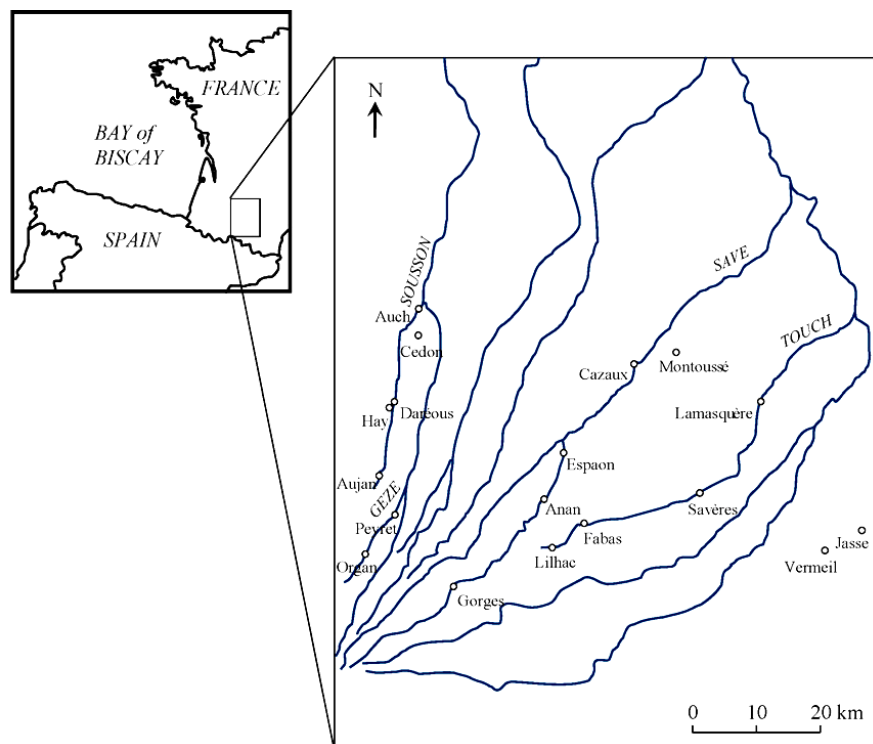 FRANCE
BAY of
BISCAY
SPAIN
N
SOUSSON
SAVE
Auch
Cedon
TOUCH
Cazaux
Montoussé
Hay
Daréous
Lamasquère
Espaon
Aujan
GEZE
Peyret
Anan
Savères
Fabas
Organ
Lilhac
Jasse
Vermeil
Gorges
0 10 20 km